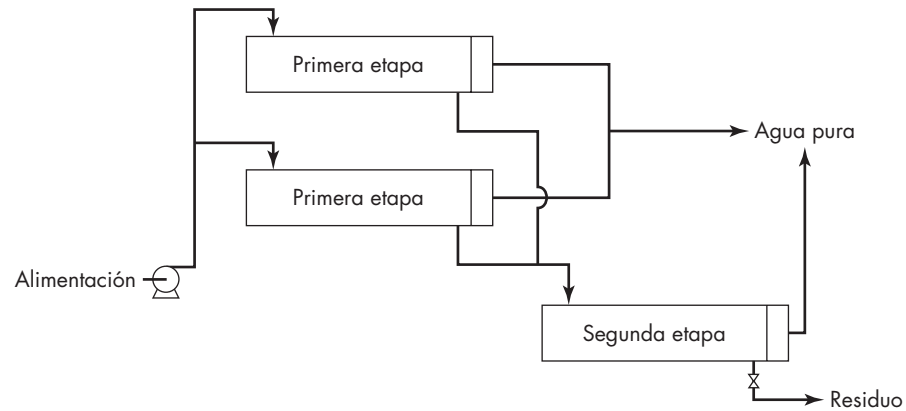 Primera etapa
Agua pura
Primera etapa
Alimentación
Segunda etapa
Residuo